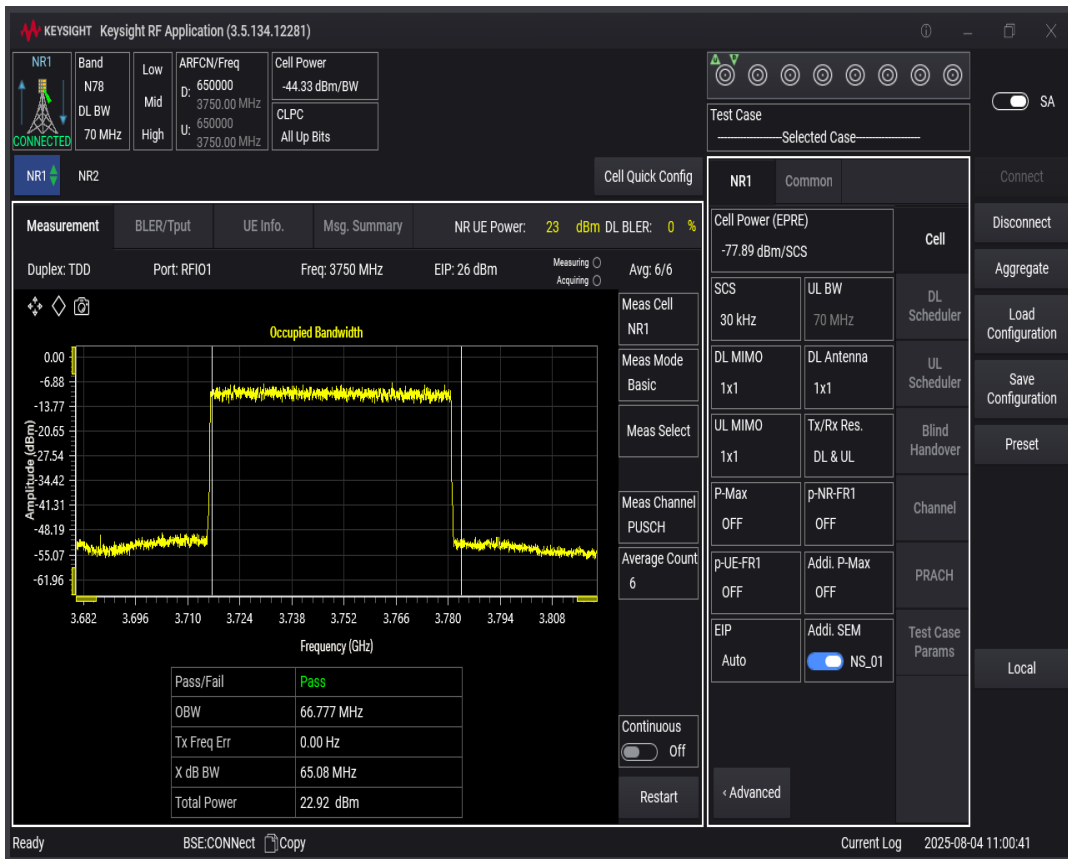 KEYSIGHT Keysight RF Application (3.5.134.12281)
NR1
CONNECTED
Band
N78
DL BW
70 MHz
Low
Mid
High
ARFCN/Freq
D: 650000
3750.00 MHz
U: 650000
3750.00 MHz
Cell Power
-44.33 dBm/BW
CLPC
All Up Bits
Test Case
Selected Case
SA
NR1 NR2
Cell Quick Config
Measurement BLER/Tput UE Info. Msg. Summary NR UE Power: 23 dBm DL BLER: 0 %
Duplex: TDD Port: RFIO1 Freq: 3750 MHz EIP: 26 dBm Measuring Avg: 6/6
Acquiring
Occupied Bandwidth
Amplitude (dBm)
0.00
-6.88
-13.77
-20.65
-27.54
-34.42
-41.31
-48.19
-55.07
-61.96
3.682 3.696 3.710 3.724 3.738 3.752 3.766 3.780 3.794 3.808
Frequency (GHz)
Pass/Fail Pass
OBW 66.777 MHz
Tx Freq Err 0.00 Hz
X dB BW 65.08 MHz
Total Power 22.92 dBm
Meas Cell
NR1
Meas Mode
Basic
Meas Select
Meas Channel
PUSCH
Average Count
6
Continuous
Off
Restart
NR1 Common
Cell Power (EPRE)
-77.89 dBm/SCS
SCS
30 kHz
UL BW
70 MHz
DL MIMO
1x1
DL Antenna
1x1
UL MIMO
1x1
Tx/Rx Res.
DL & UL
P-Max
OFF
p-NR-FR1
OFF
p-UE-FR1
OFF
Addi. P-Max
OFF
EIP
Auto
Addi. SEM
NS_01
‹ Advanced
Cell
DL
Scheduler
UL
Scheduler
Blind
Handover
Channel
PRACH
Test Case
Params
Connect
Disconnect
Aggregate
Load
Configuration
Save
Configuration
Preset
Local
Ready BSE:CONNect Copy Current Log 2025-08-04 11:00:41